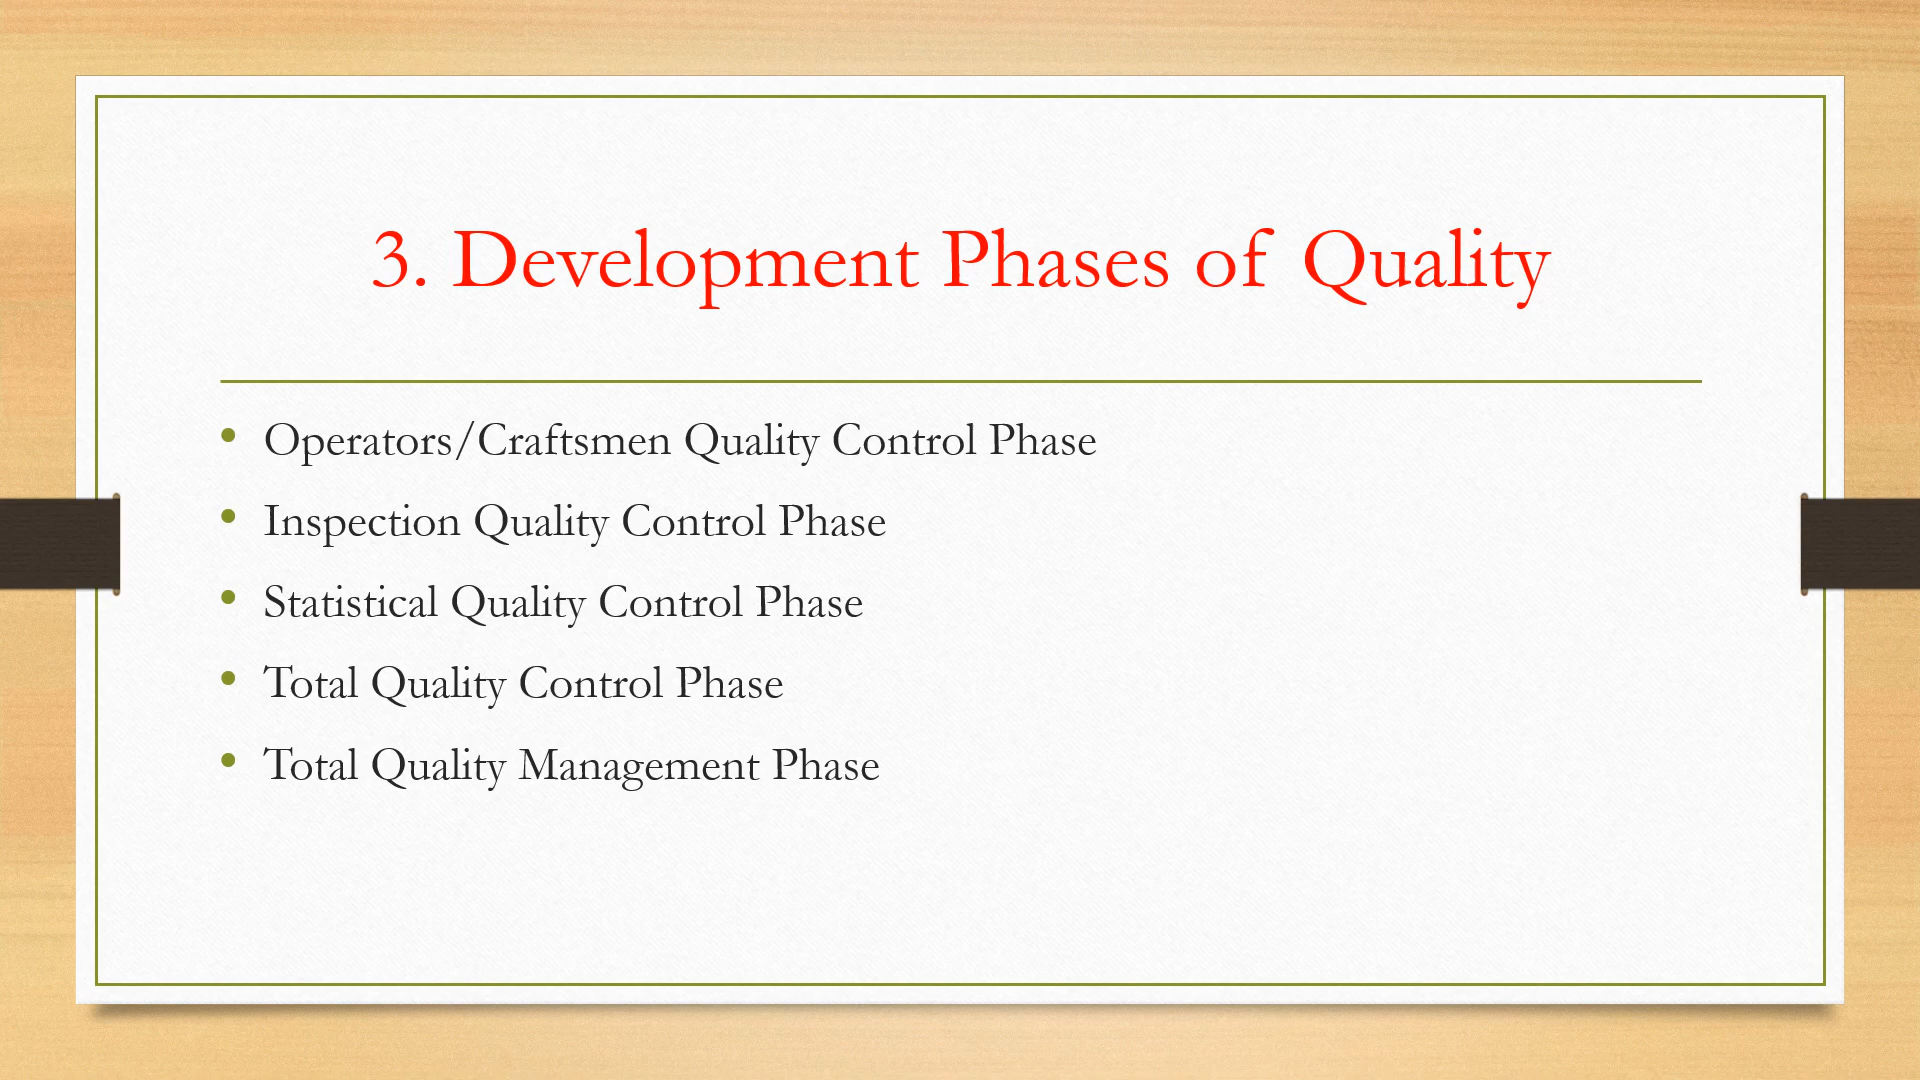 3. Development Phases of Quality
• Operators/Craftsmen Quality Control Phase
• Inspection Quality Control Phase
• Statistical Quality Control Phase
• Total Quality Control Phase
• Total Quality Management Phase